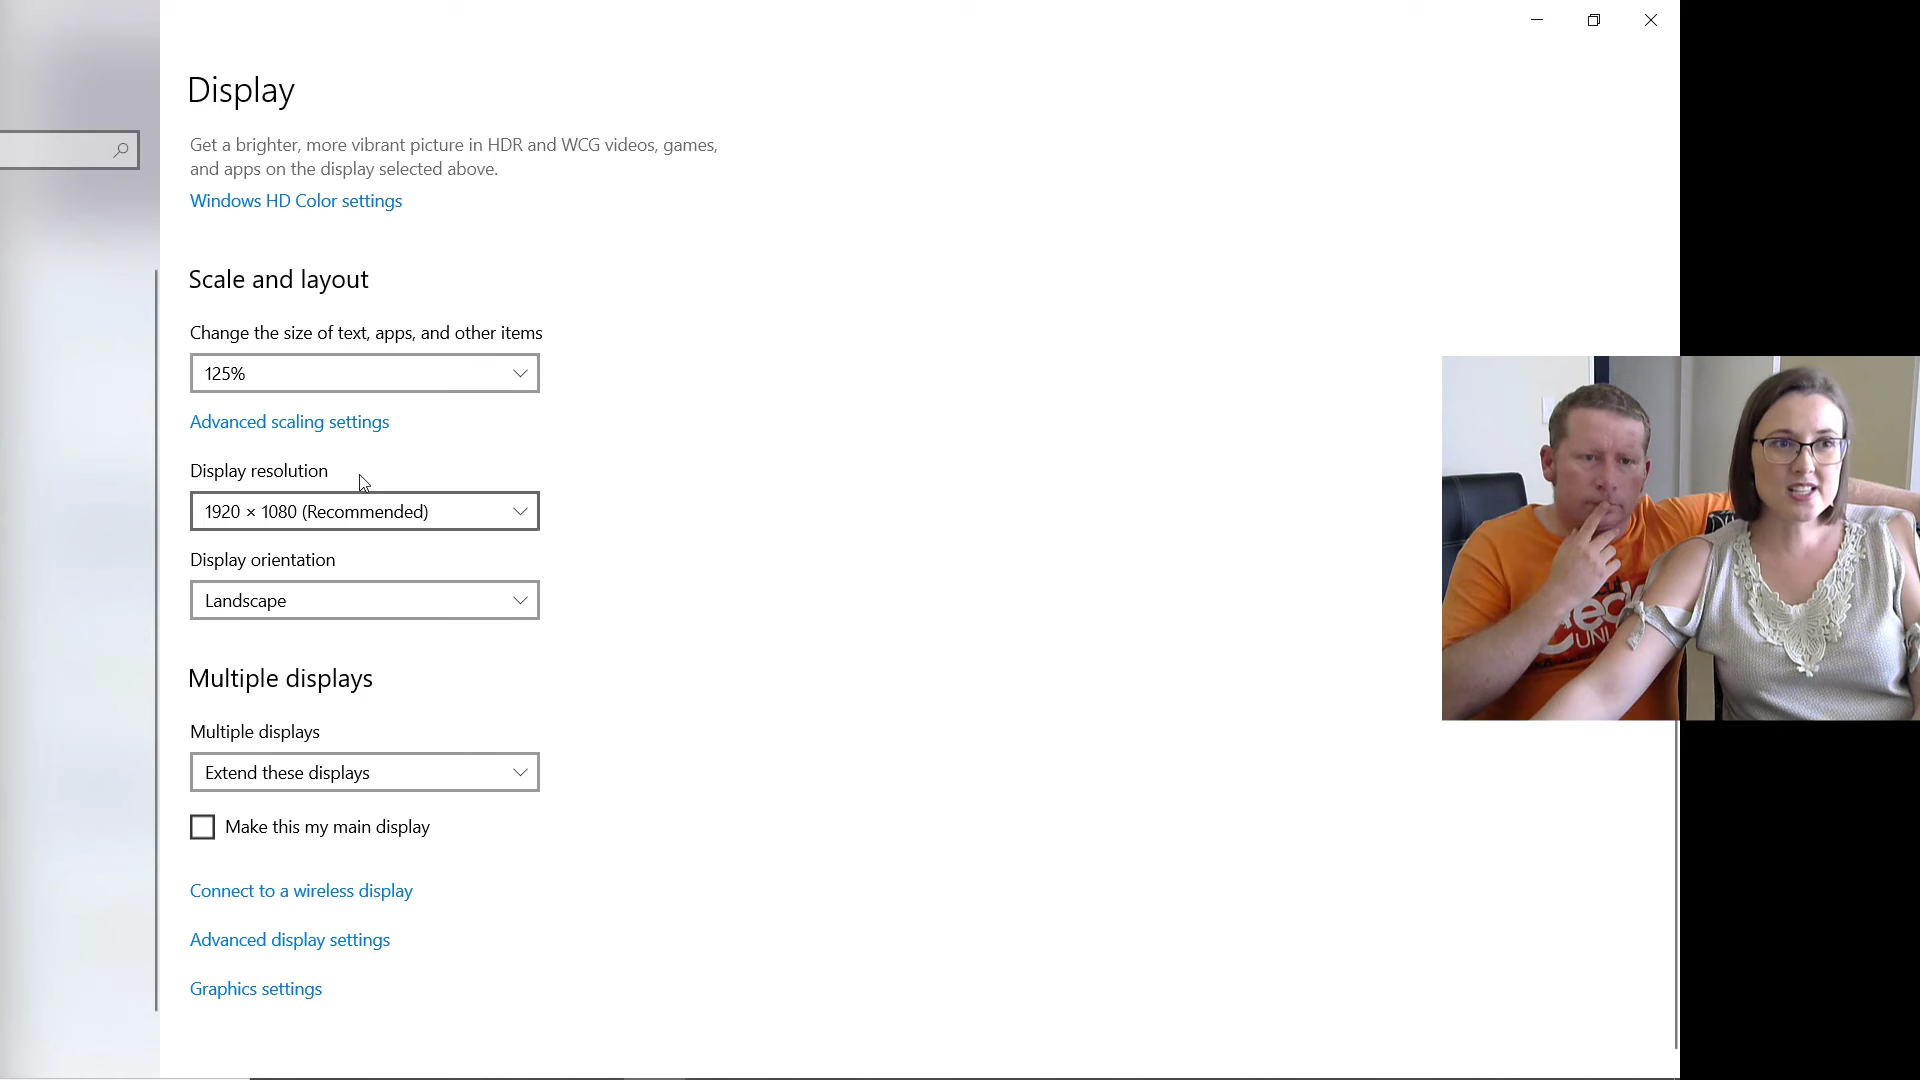 Display
Get a brighter, more vibrant picture in HDR and WCG videos, games,
and apps on the display selected above.
Windows HD Color settings
Scale and layout
Change the size of text, apps, and other items
125%
Advanced scaling settings
Display resolution
1920 × 1080 (Recommended)
Display orientation
Landscape
Multiple displays
Multiple displays
Extend these displays
Make this my main display
Connect to a wireless display
Advanced display settings
Graphics settings